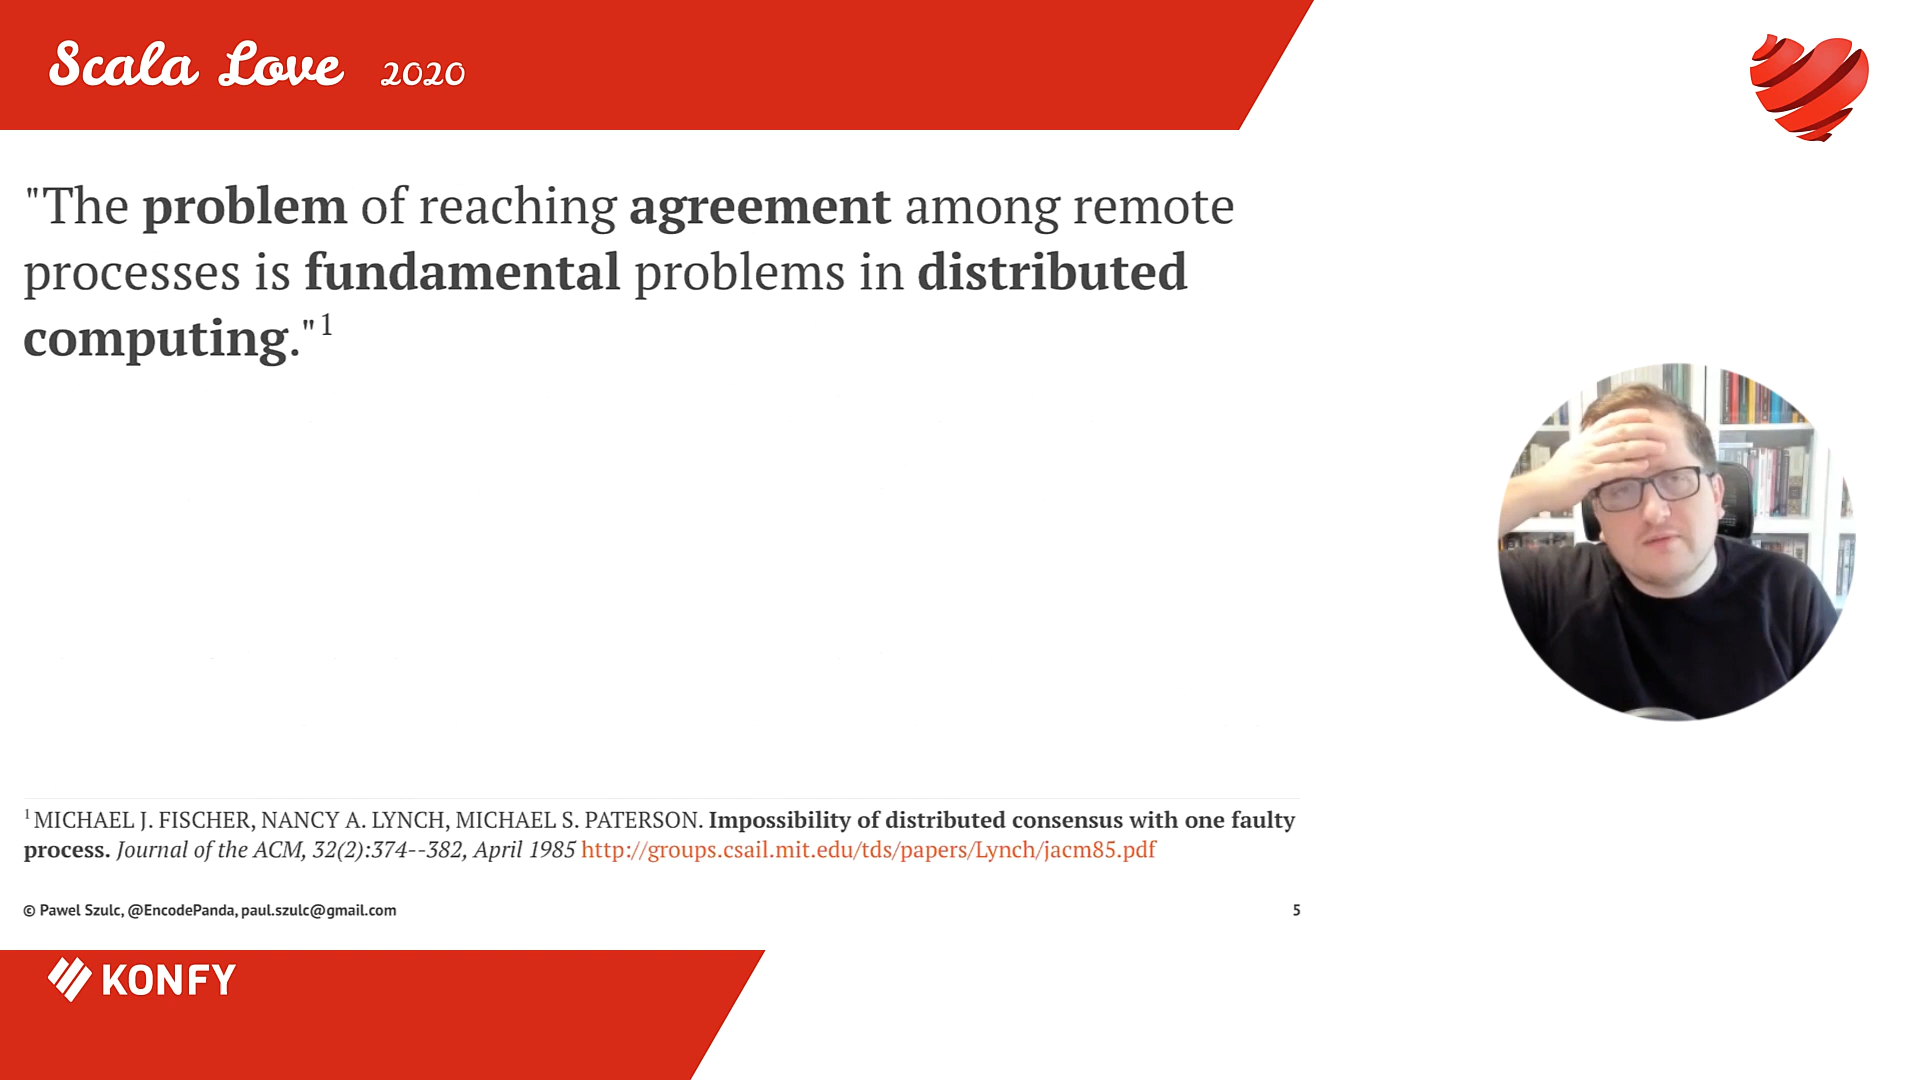 Scala Love 2020
"The problem of reaching agreement among remote
processes is fundamental problems in distributed
computing."1
1 MICHAEL J. FISCHER, NANCY A. LYNCH, MICHAEL S. PATERSON. Impossibility of distributed consensus with one faulty
process. Journal of the ACM, 32(2):374--382, April 1985 http://groups.csail.mit.edu/tds/papers/Lynch/jacm85.pdf
© Pawel Szulc, @EncodePanda, paul.szulc@gmail.com 5
KONFY